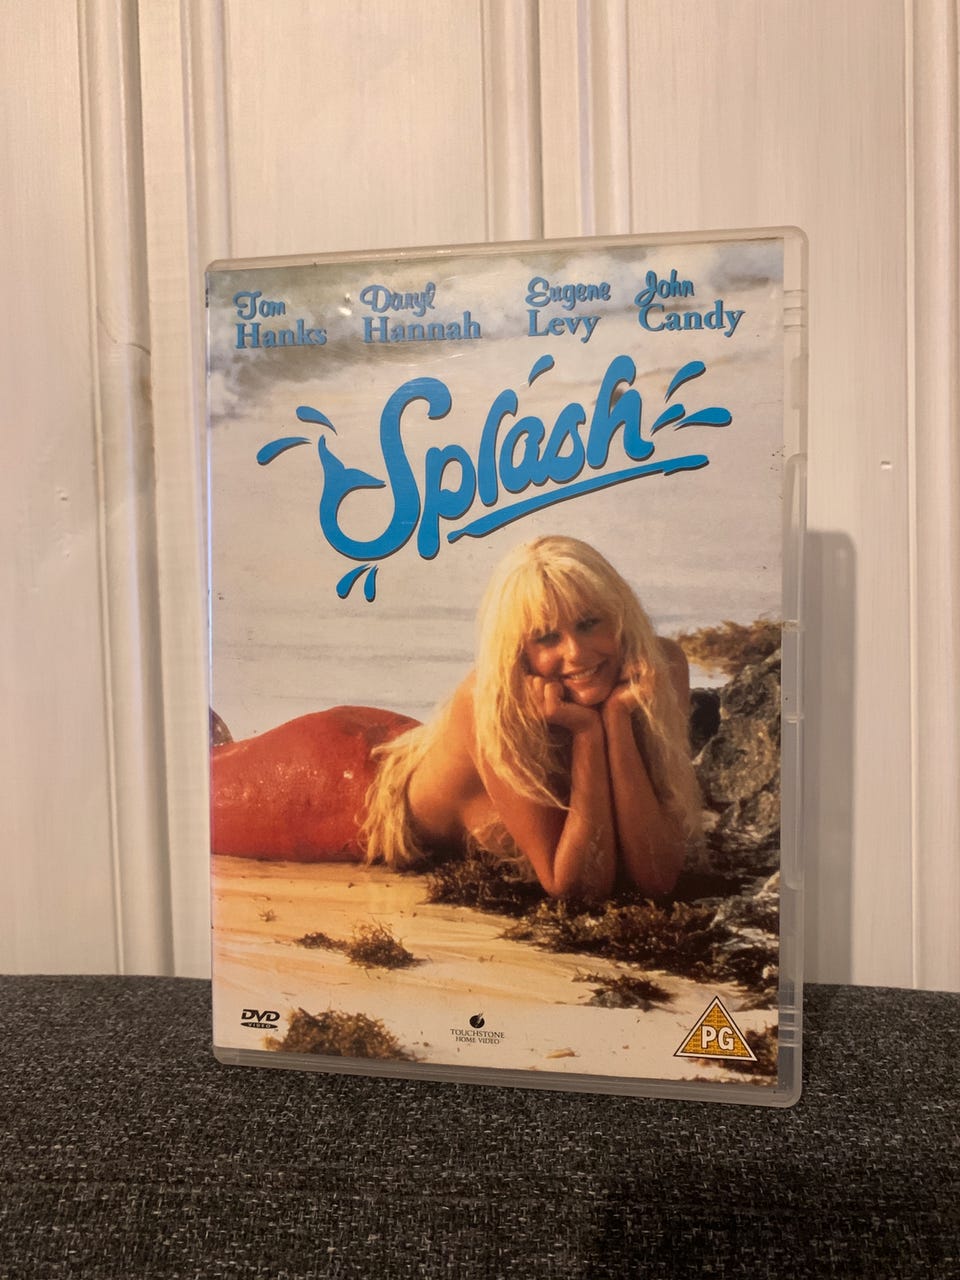 Tom Hanks
Daryl Hannah
Eugene Levy
John Candy
Splash
DVD
VIDEO
TOUCHSTONE
HOME VIDEO
PG